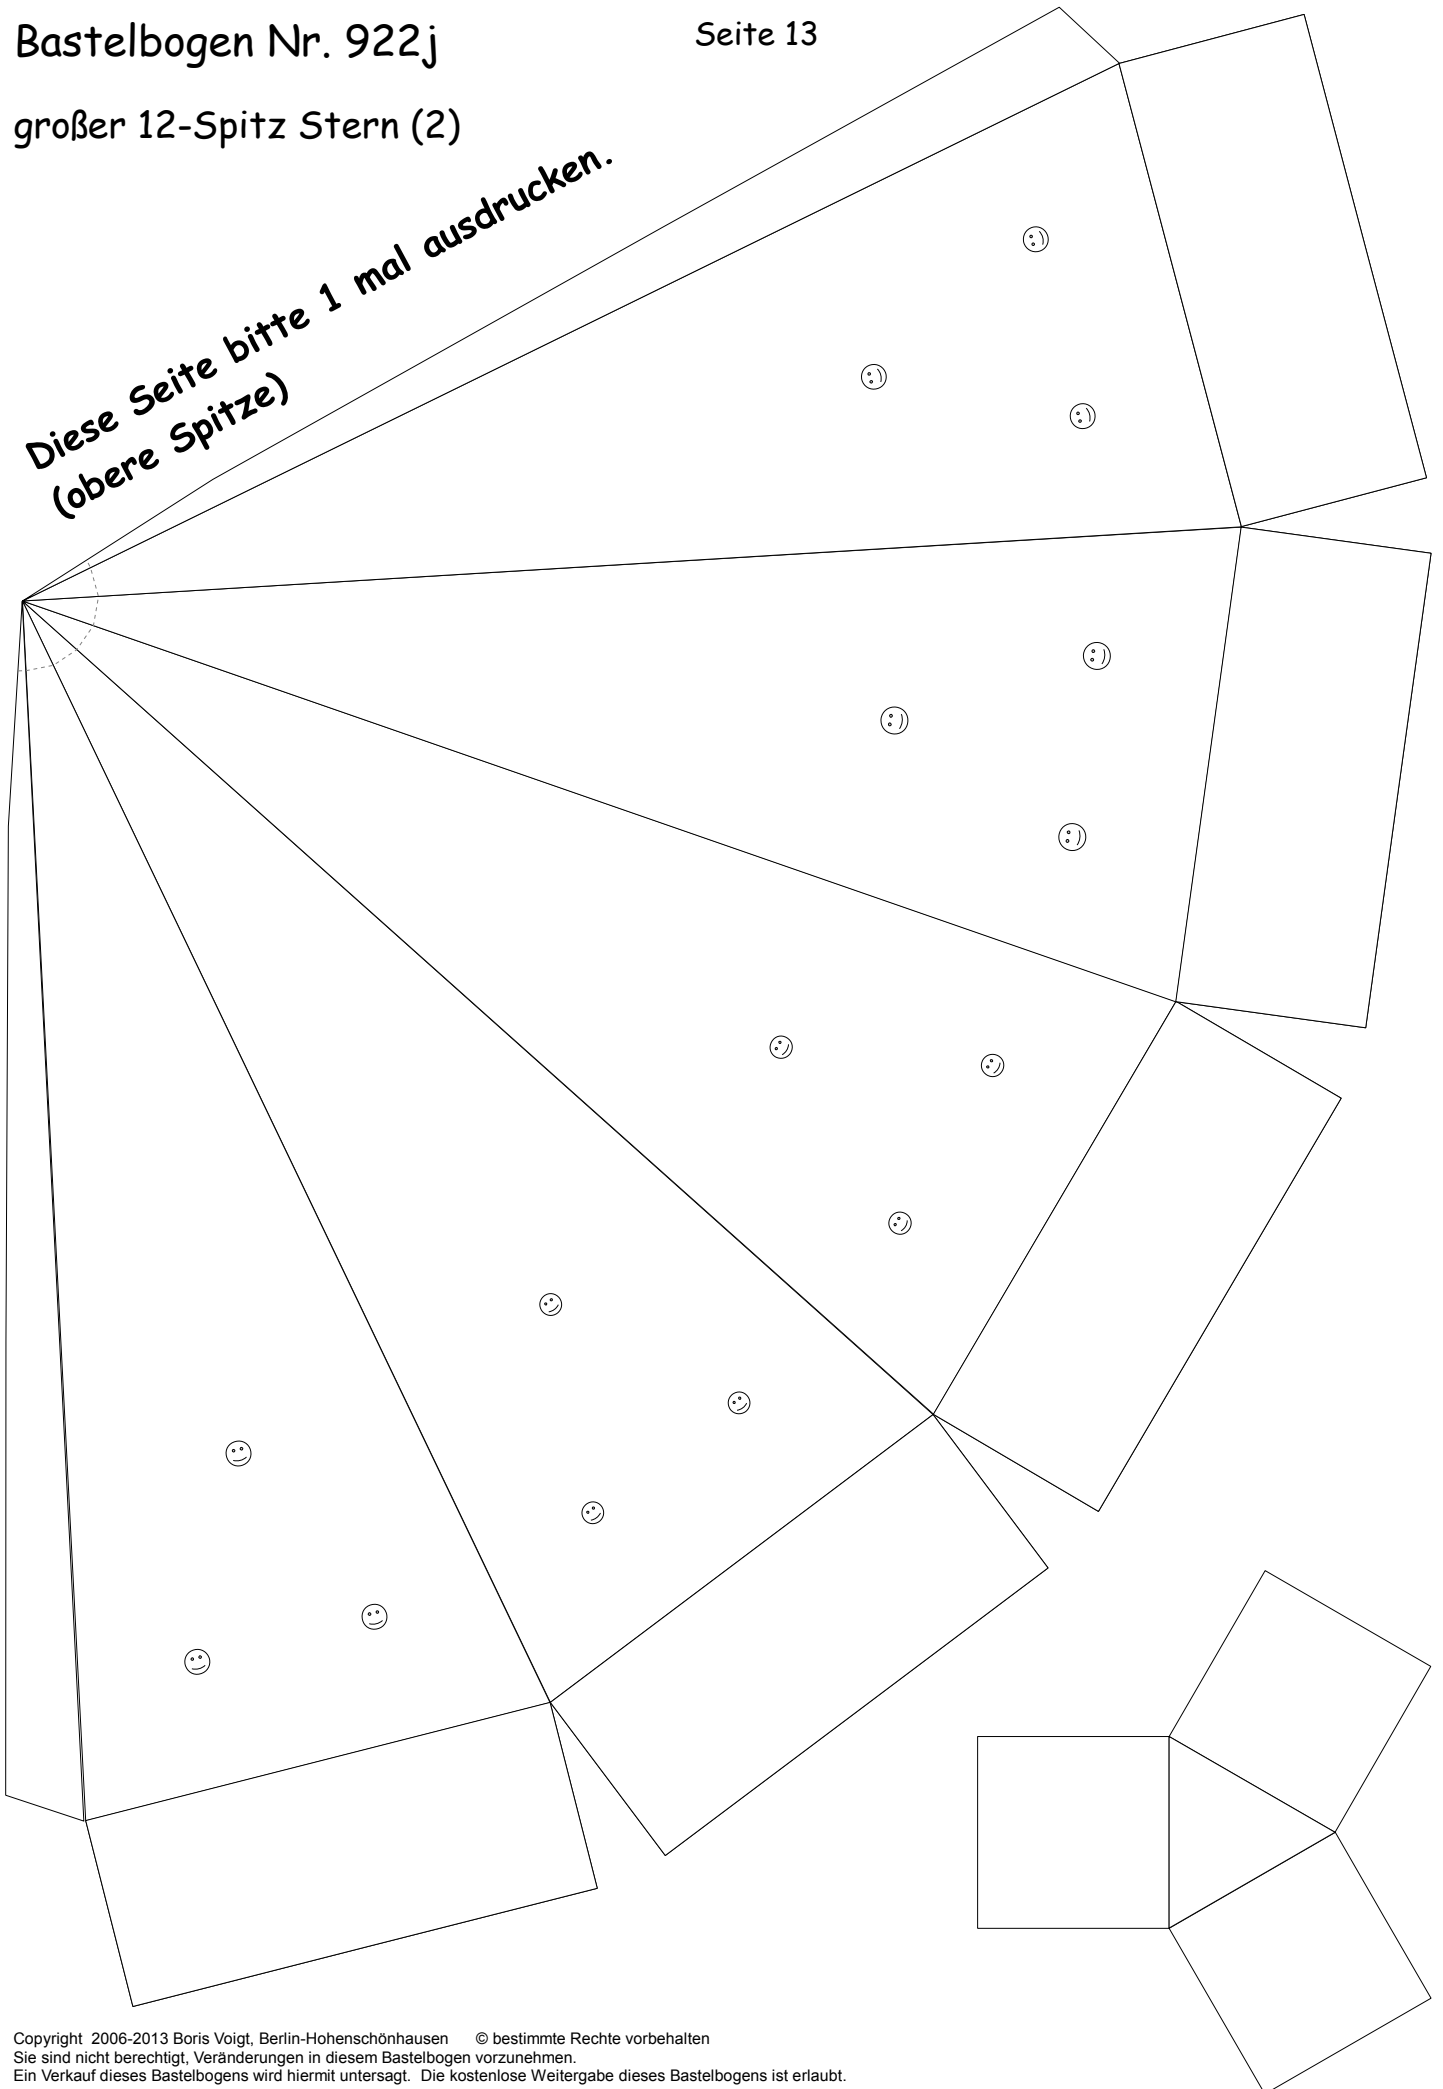 Bastelbogen Nr. 922j
Seite 13
großer 12-Spitz Stern (2)
Diese Seite bitte 1 mal ausdrucken.
(obere Spitze)
Copyright 2006-2013 Boris Voigt, Berlin-Hohenschönhausen © bestimmte Rechte vorbehalten
Sie sind nicht berechtigt, Veränderungen in diesem Bastelbogen vorzunehmen.
Ein Verkauf dieses Bastelbogens wird hiermit untersagt. Die kostenlose Weitergabe dieses Bastelbogens ist erlaubt.